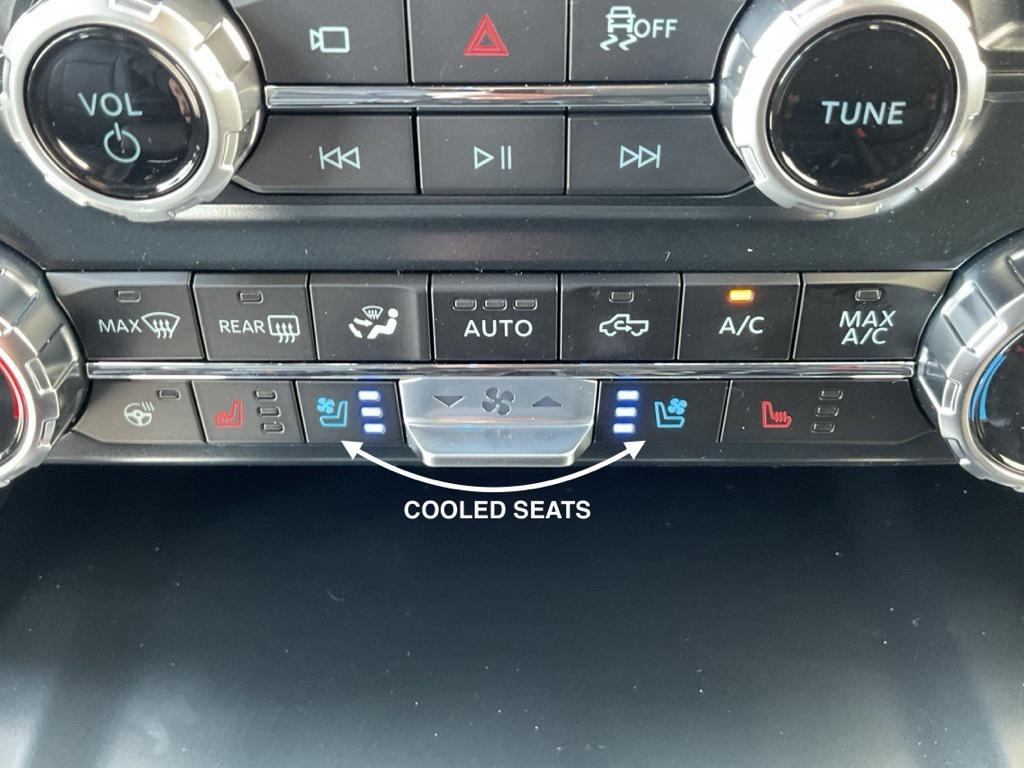 VOL
OFF
TUNE
MAX
REAR
AUTO
A/C
MAX
A/C
COOLED SEATS